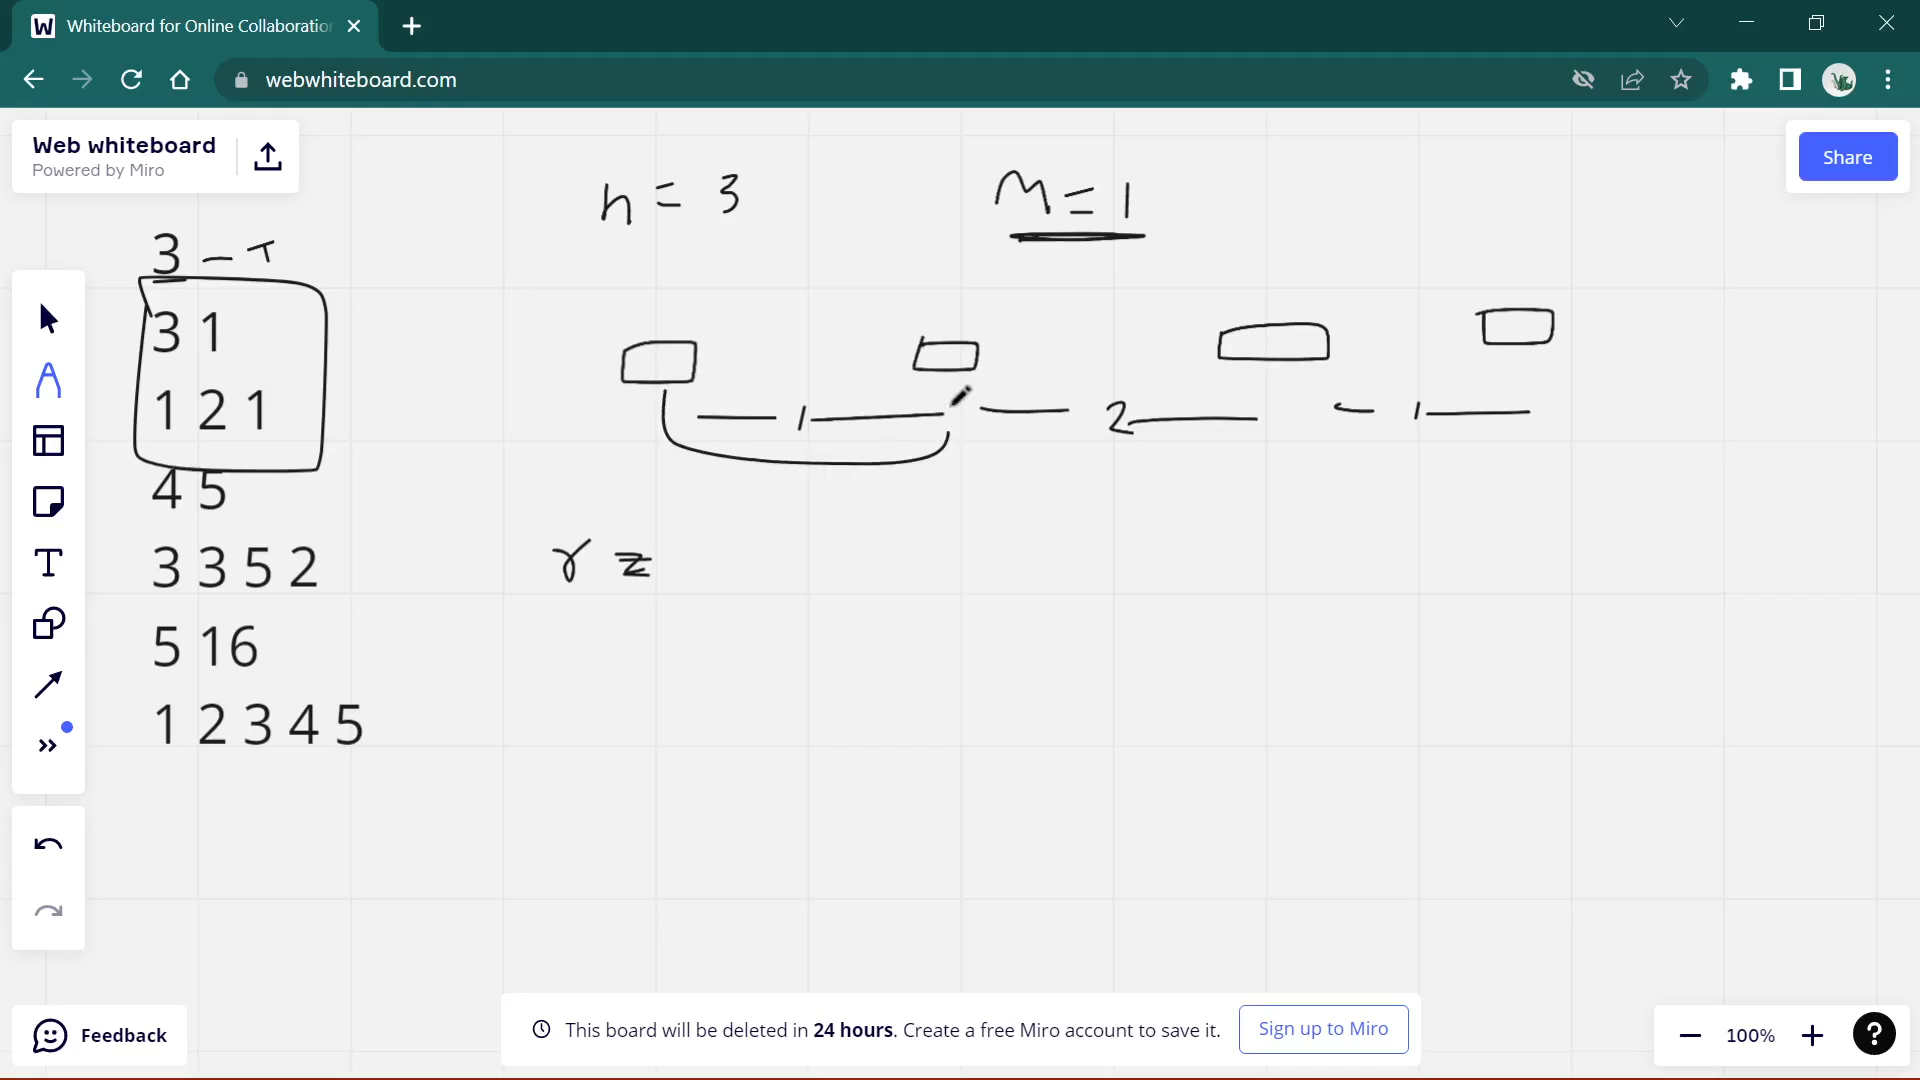 Whiteboard for Online Collaboratio
webwhiteboard.com
Web whiteboard
Powered by Miro
Share
n = 3
M = 1
3 - T
3 1
1 2 1
4 5
3 3 5 2
5 16
1 2 3 4 5
1 2 1
r =
Feedback
This board will be deleted in 24 hours. Create a free Miro account to save it.
Sign up to Miro
100%